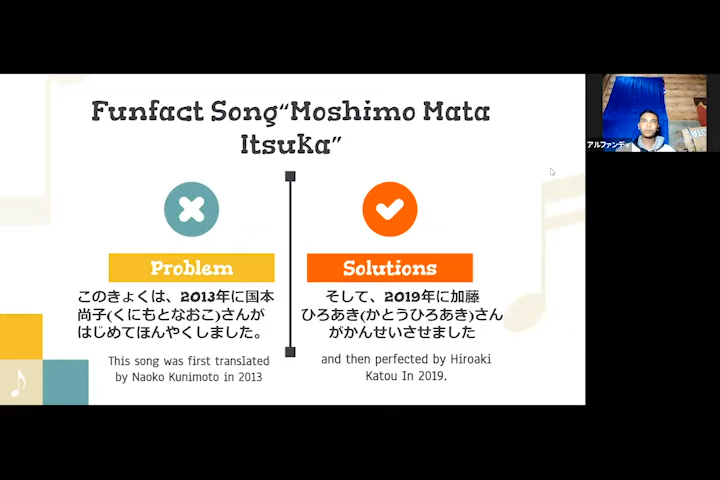 Funfact Song“Moshimo Mata
Itsuka”
Problem
このきょくは、2013年に国本
尚子(くにもとなおこ)さんが
はじめてほんやくしました。
This song was first translated
by Naoko Kunimoto in 2013
Solutions
そして、2019年に加藤
ひろあき(かとうひろあき)さん
がかんせいさせました
and then perfected by Hiroaki
Katou In 2019.
アルファンディ